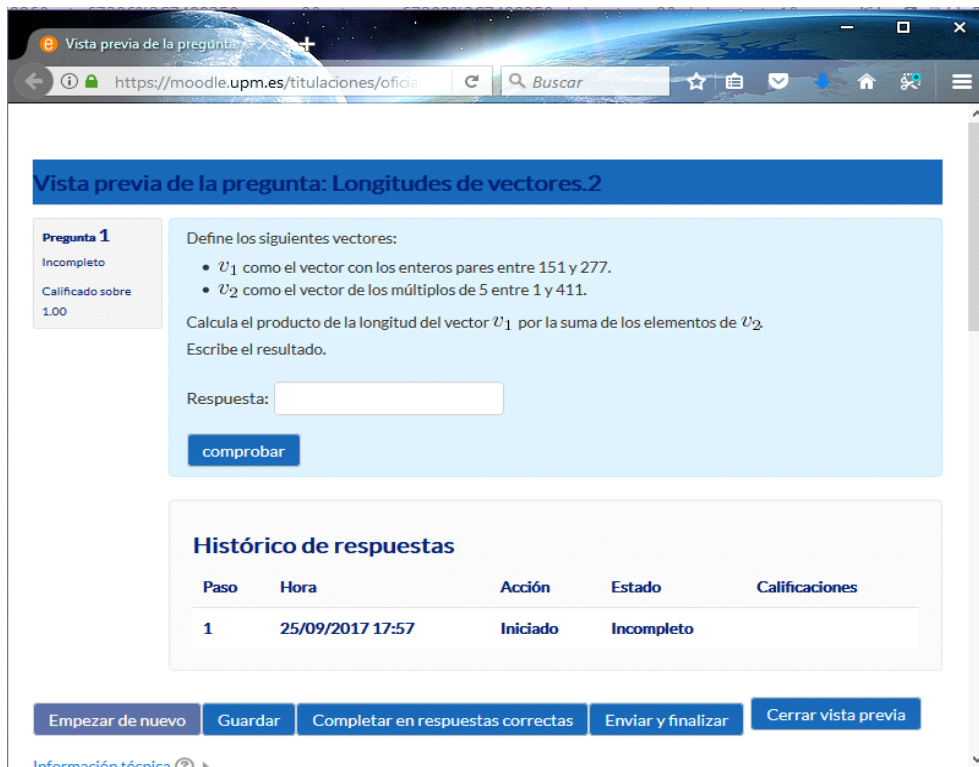 Vista previa de la pregunta
https://moodle.upm.es/titulaciones/oficia
Buscar
Vista previa de la pregunta: Longitudes de vectores.2
Pregunta 1
Incompleto
Calificado sobre
1.00
Define los siguientes vectores:
• v1 como el vector con los enteros pares entre 151 y 277.
• v2 como el vector de los múltiplos de 5 entre 1 y 411.
Calcula el producto de la longitud del vector v1 por la suma de los elementos de v2.
Escribe el resultado.
Respuesta:
comprobar
Histórico de respuestas
Paso Hora Acción Estado Calificaciones
1 25/09/2017 17:57 Iniciado Incompleto
Empezar de nuevo Guardar Completar en respuestas correctas Enviar y finalizar Cerrar vista previa
Información técnica